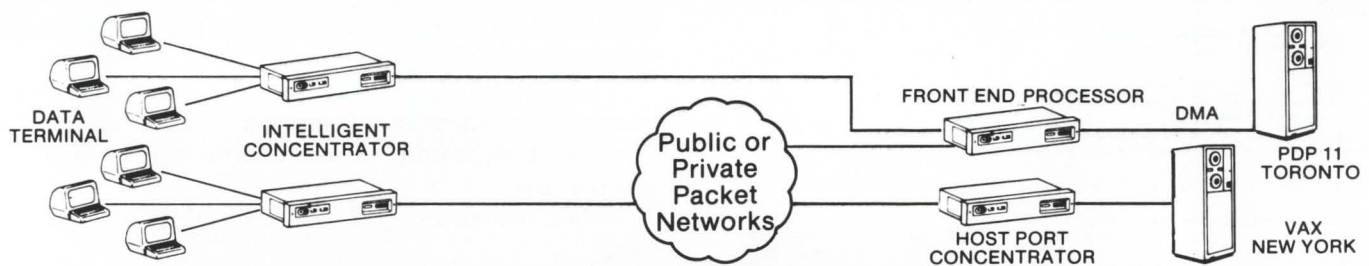 DATA
TERMINAL
INTELLIGENT
CONCENTRATOR
Public or
Private
Packet
Networks
FRONT END PROCESSOR
DMA
PDP 11
TORONTO
HOST PORT
CONCENTRATOR
VAX
NEW YORK